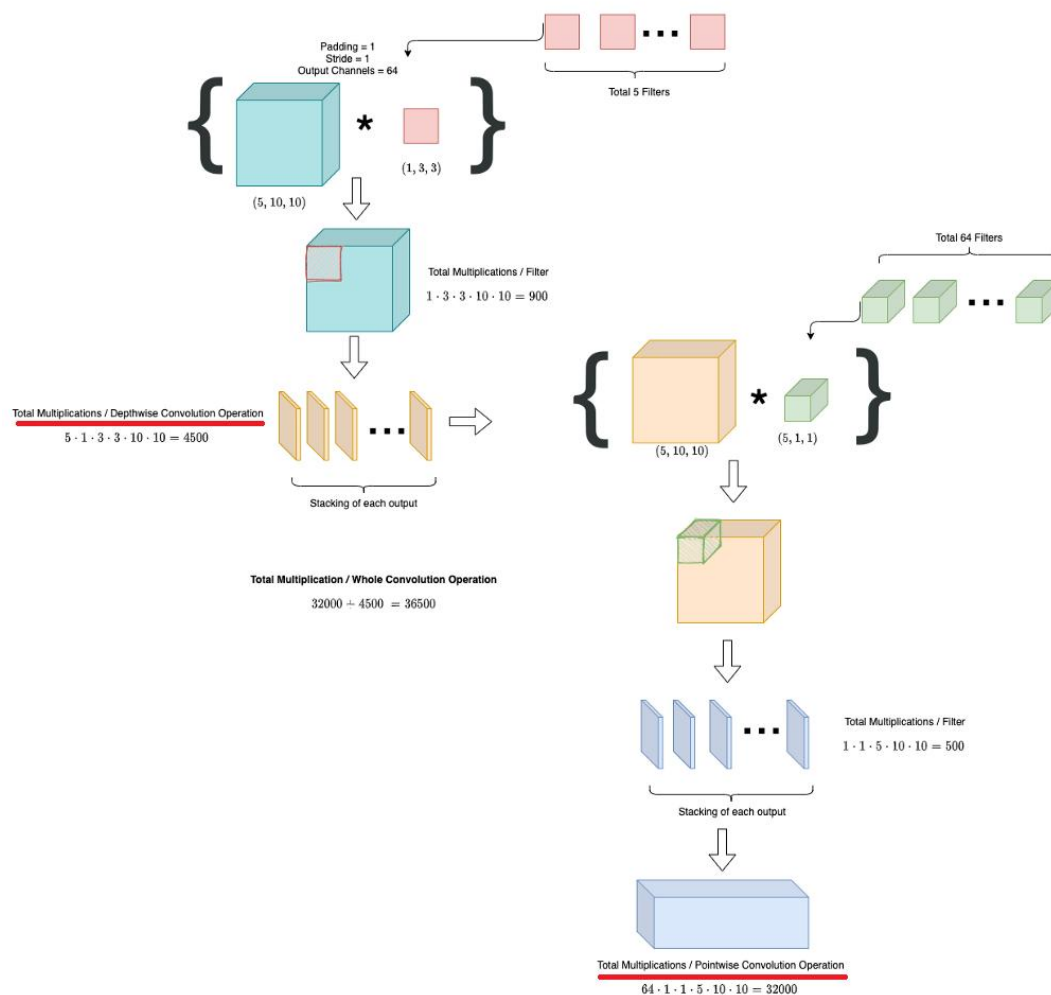 Padding = 1
Stride = 1
Output Channels = 64
Total 5 Filters
*
(1, 3, 3)
(5, 10, 10)
Total Multiplications / Filter
1 · 3 · 3 · 10 · 10 = 900
Total Multiplications / Depthwise Convolution Operation
5 · 1 · 3 · 3 · 10 · 10 = 4500
Stacking of each output
Total Multiplication / Whole Convolution Operation
32000 + 4500 = 36500
Total 64 Filters
*
(5, 10, 10)
(5, 1, 1)
Total Multiplications / Filter
1 · 1 · 5 · 10 · 10 = 500
Stacking of each output
Total Multiplications / Pointwise Convolution Operation
64 · 1 · 1 · 5 · 10 · 10 = 32000